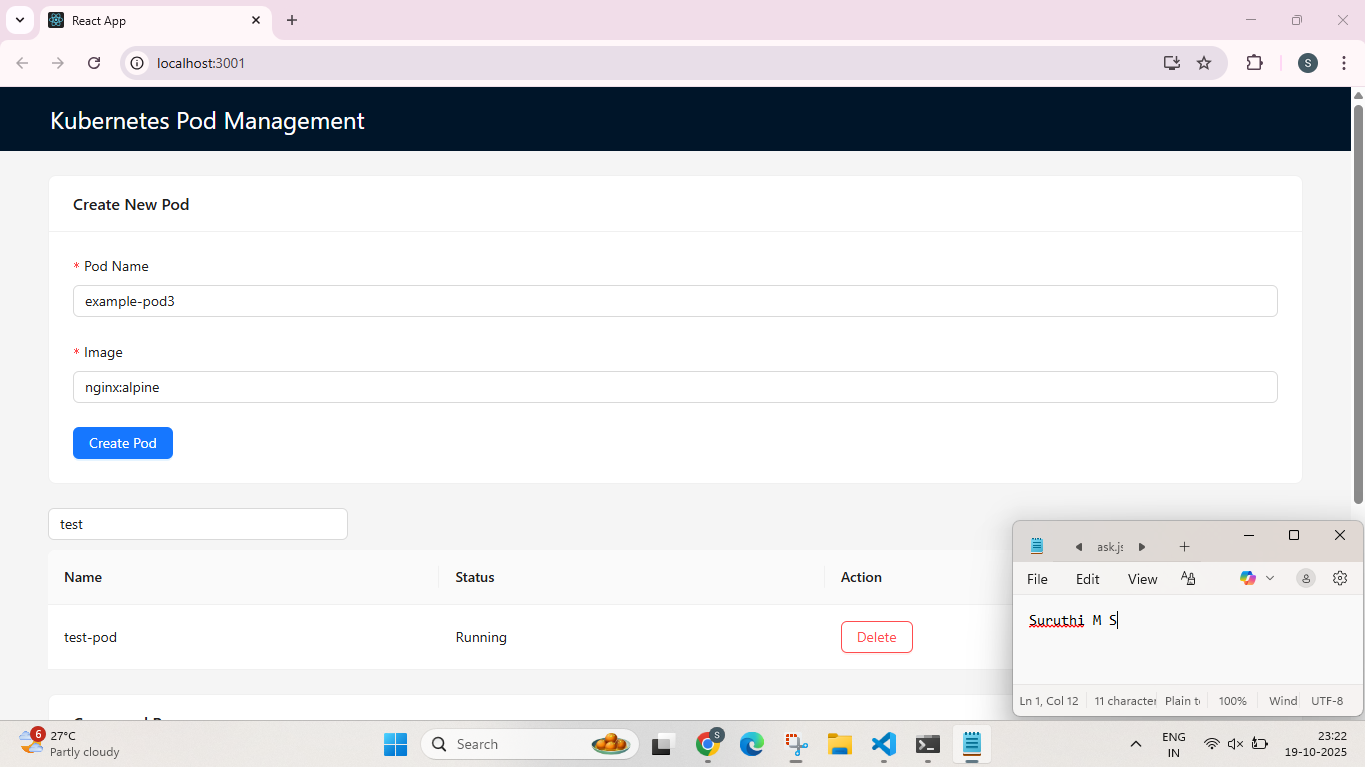 React App
localhost:3001
S
Kubernetes Pod Management
Create New Pod
* Pod Name
example-pod3
* Image
nginx:alpine
Create Pod
test
Name Status Action
test-pod Running Delete
ask.js
File Edit View
Suruthi M S
Ln 1, Col 12 11 character Plain t 100% Wind UTF-8
6
27°C
Partly cloudy
Search
S
ENG
IN
23:22
19-10-2025